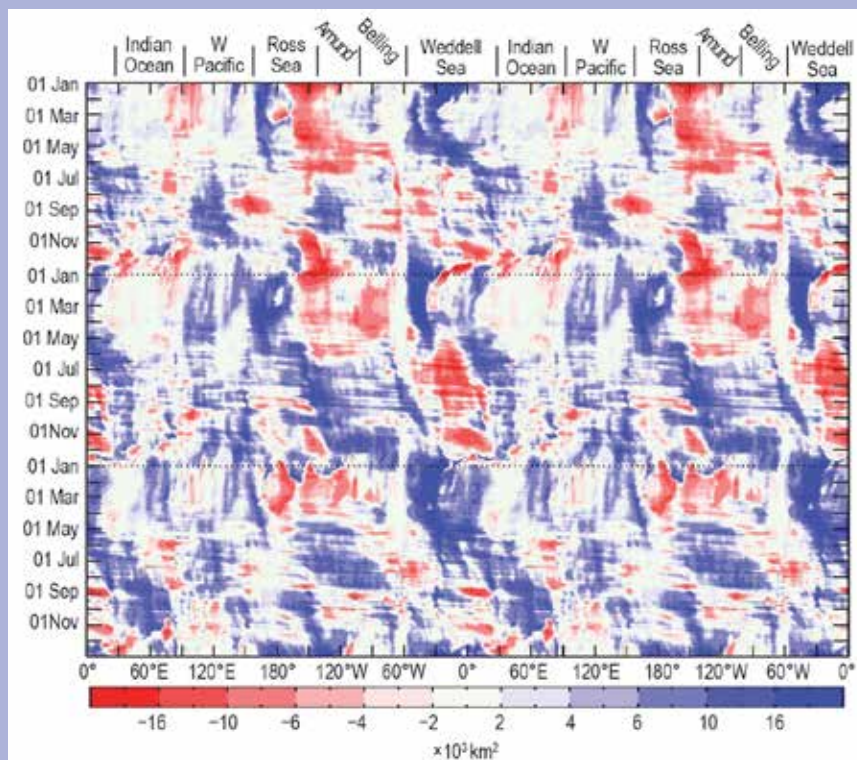 Indian Ocean
W Pacific
Ross Sea
Amund
Belling
Weddell Sea
Indian Ocean
W Pacific
Ross Sea
Amund
Belling
Weddell Sea
01 Jan
01 Mar
01 May
01 Jul
01 Sep
01Nov
01 Jan
01 Mar
01 May
01 Jul
01 Sep
01Nov
01 Jan
01 Mar
01 May
01 Jul
01 Sep
01Nov
0° 60°E 120°E 180° 120°W 60°W 0° 60°E 120°E 180° 120°W 60°W 0°
−16 −10 −6 −4 −2 2 4 6 10 16
×10³ km²